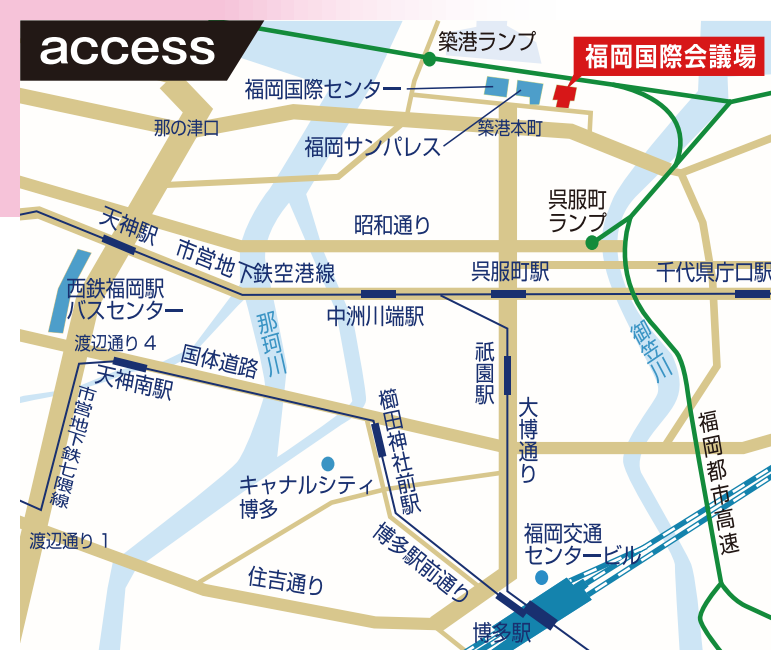 access
築港ランプ
福岡国際会議場
福岡国際センター
那の津口
築港本町
福岡サンパレス
呉服町
ランプ
天神駅
昭和通り
市営地下鉄空港線
呉服町駅
千代県庁口駅
西鉄福岡駅
バスセンター
中洲川端駅
那珂川
御笠川
渡辺通り4
国体道路
祇園駅
天神南駅
市営地下鉄七隈線
櫛田神社前駅
大博通り
福岡都市高速
キャナルシティ
博多
渡辺通り1
博多駅前通り
福岡交通
センタービル
住吉通り
博多駅